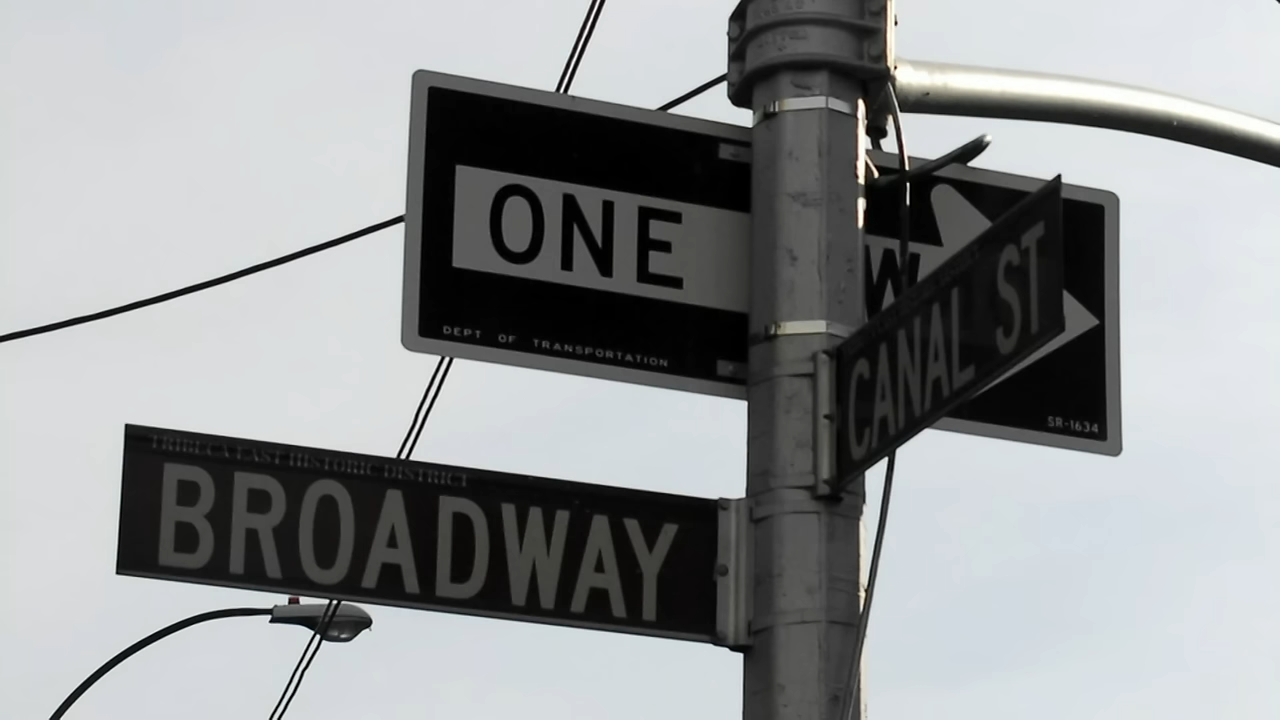 ONE W
DEPT OF TRANSPORTATION
SR-1634
CANAL ST
TRIBECA EAST HISTORIC DISTRICT
BROADWAY